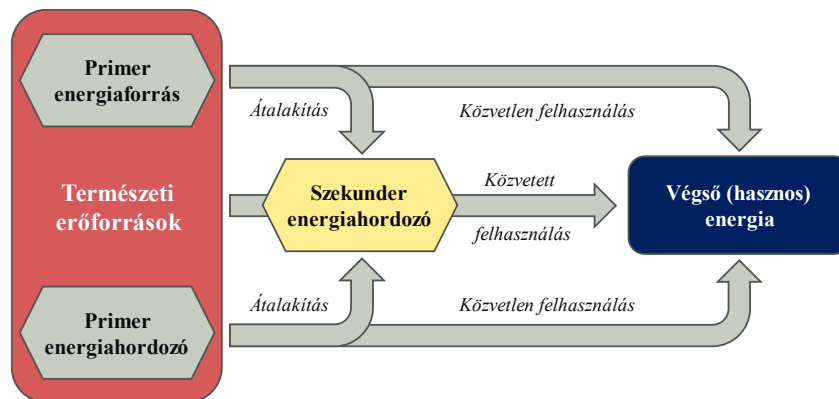 Primer
energiaforrás
Átalakítás
Közvetlen felhasználás
Természeti
erőforrások
Szekunder
energiahordozó
Közvetett
felhasználás
Végső (hasznos)
energia
Primer
energiahordozó
Átalakítás
Közvetlen felhasználás